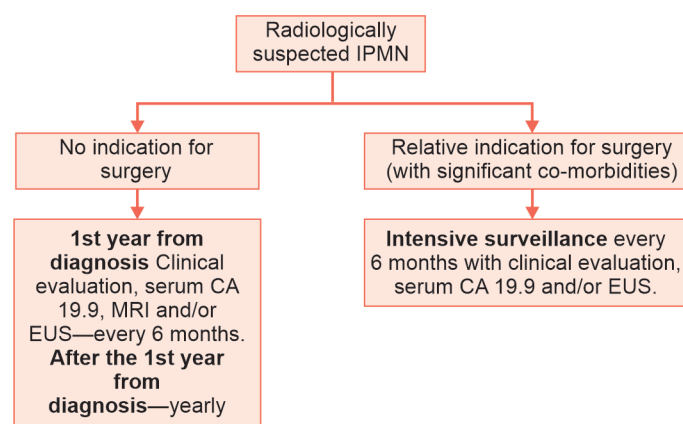 Radiologically
suspected IPMN
No indication for
surgery
Relative indication for surgery
(with significant co-morbidities)
1st year from
diagnosis Clinical
evaluation, serum CA
19.9, MRI and/or
EUS—every 6 months.
After the 1st year
from
diagnosis—yearly
Intensive surveillance every
6 months with clinical evaluation,
serum CA 19.9 and/or EUS.